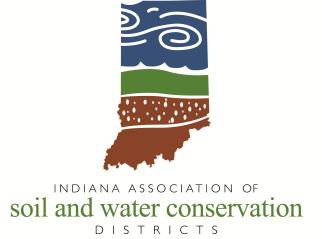 INDIANA ASSOCIATION OF
soil and water conservation
DISTRICTS